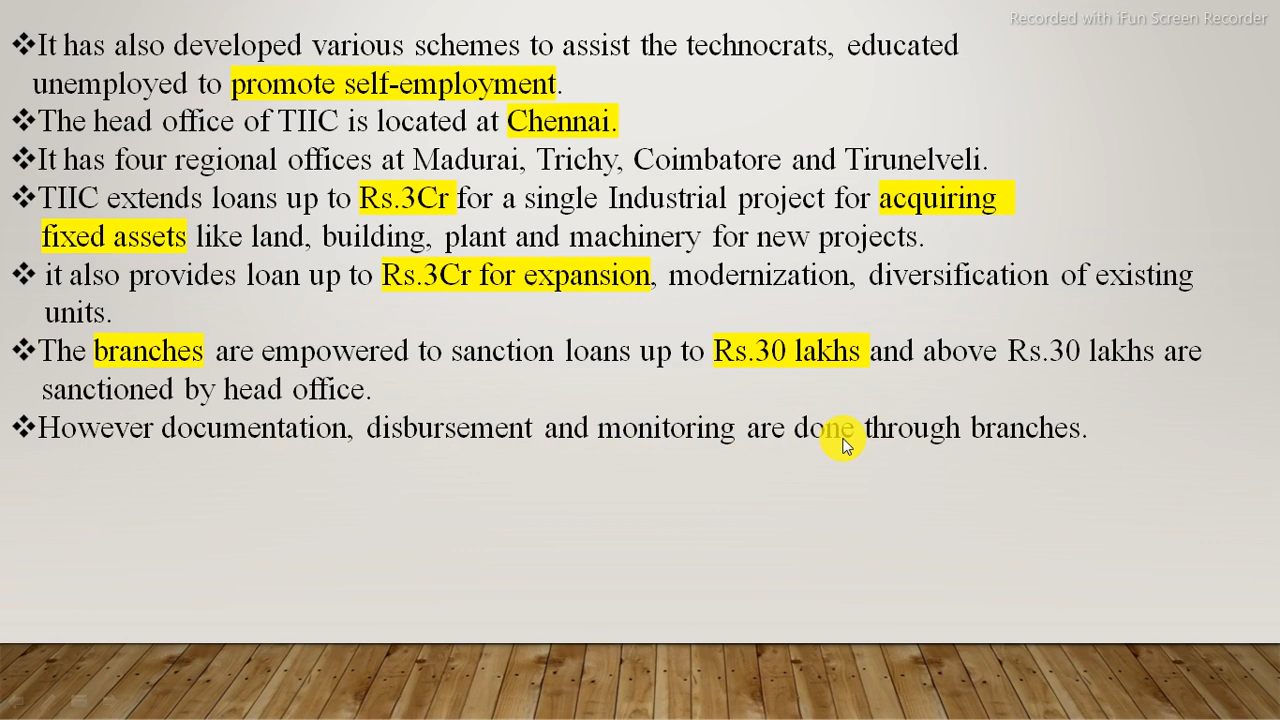 Recorded with iFun Screen Recorder
❖It has also developed various schemes to assist the technocrats, educated
unemployed to promote self-employment.
❖The head office of TIIC is located at Chennai.
❖It has four regional offices at Madurai, Trichy, Coimbatore and Tirunelveli.
❖TIIC extends loans up to Rs.3Cr for a single Industrial project for acquiring
fixed assets like land, building, plant and machinery for new projects.
❖ it also provides loan up to Rs.3Cr for expansion, modernization, diversification of existing
units.
❖The branches are empowered to sanction loans up to Rs.30 lakhs and above Rs.30 lakhs are
sanctioned by head office.
❖However documentation, disbursement and monitoring are done through branches.